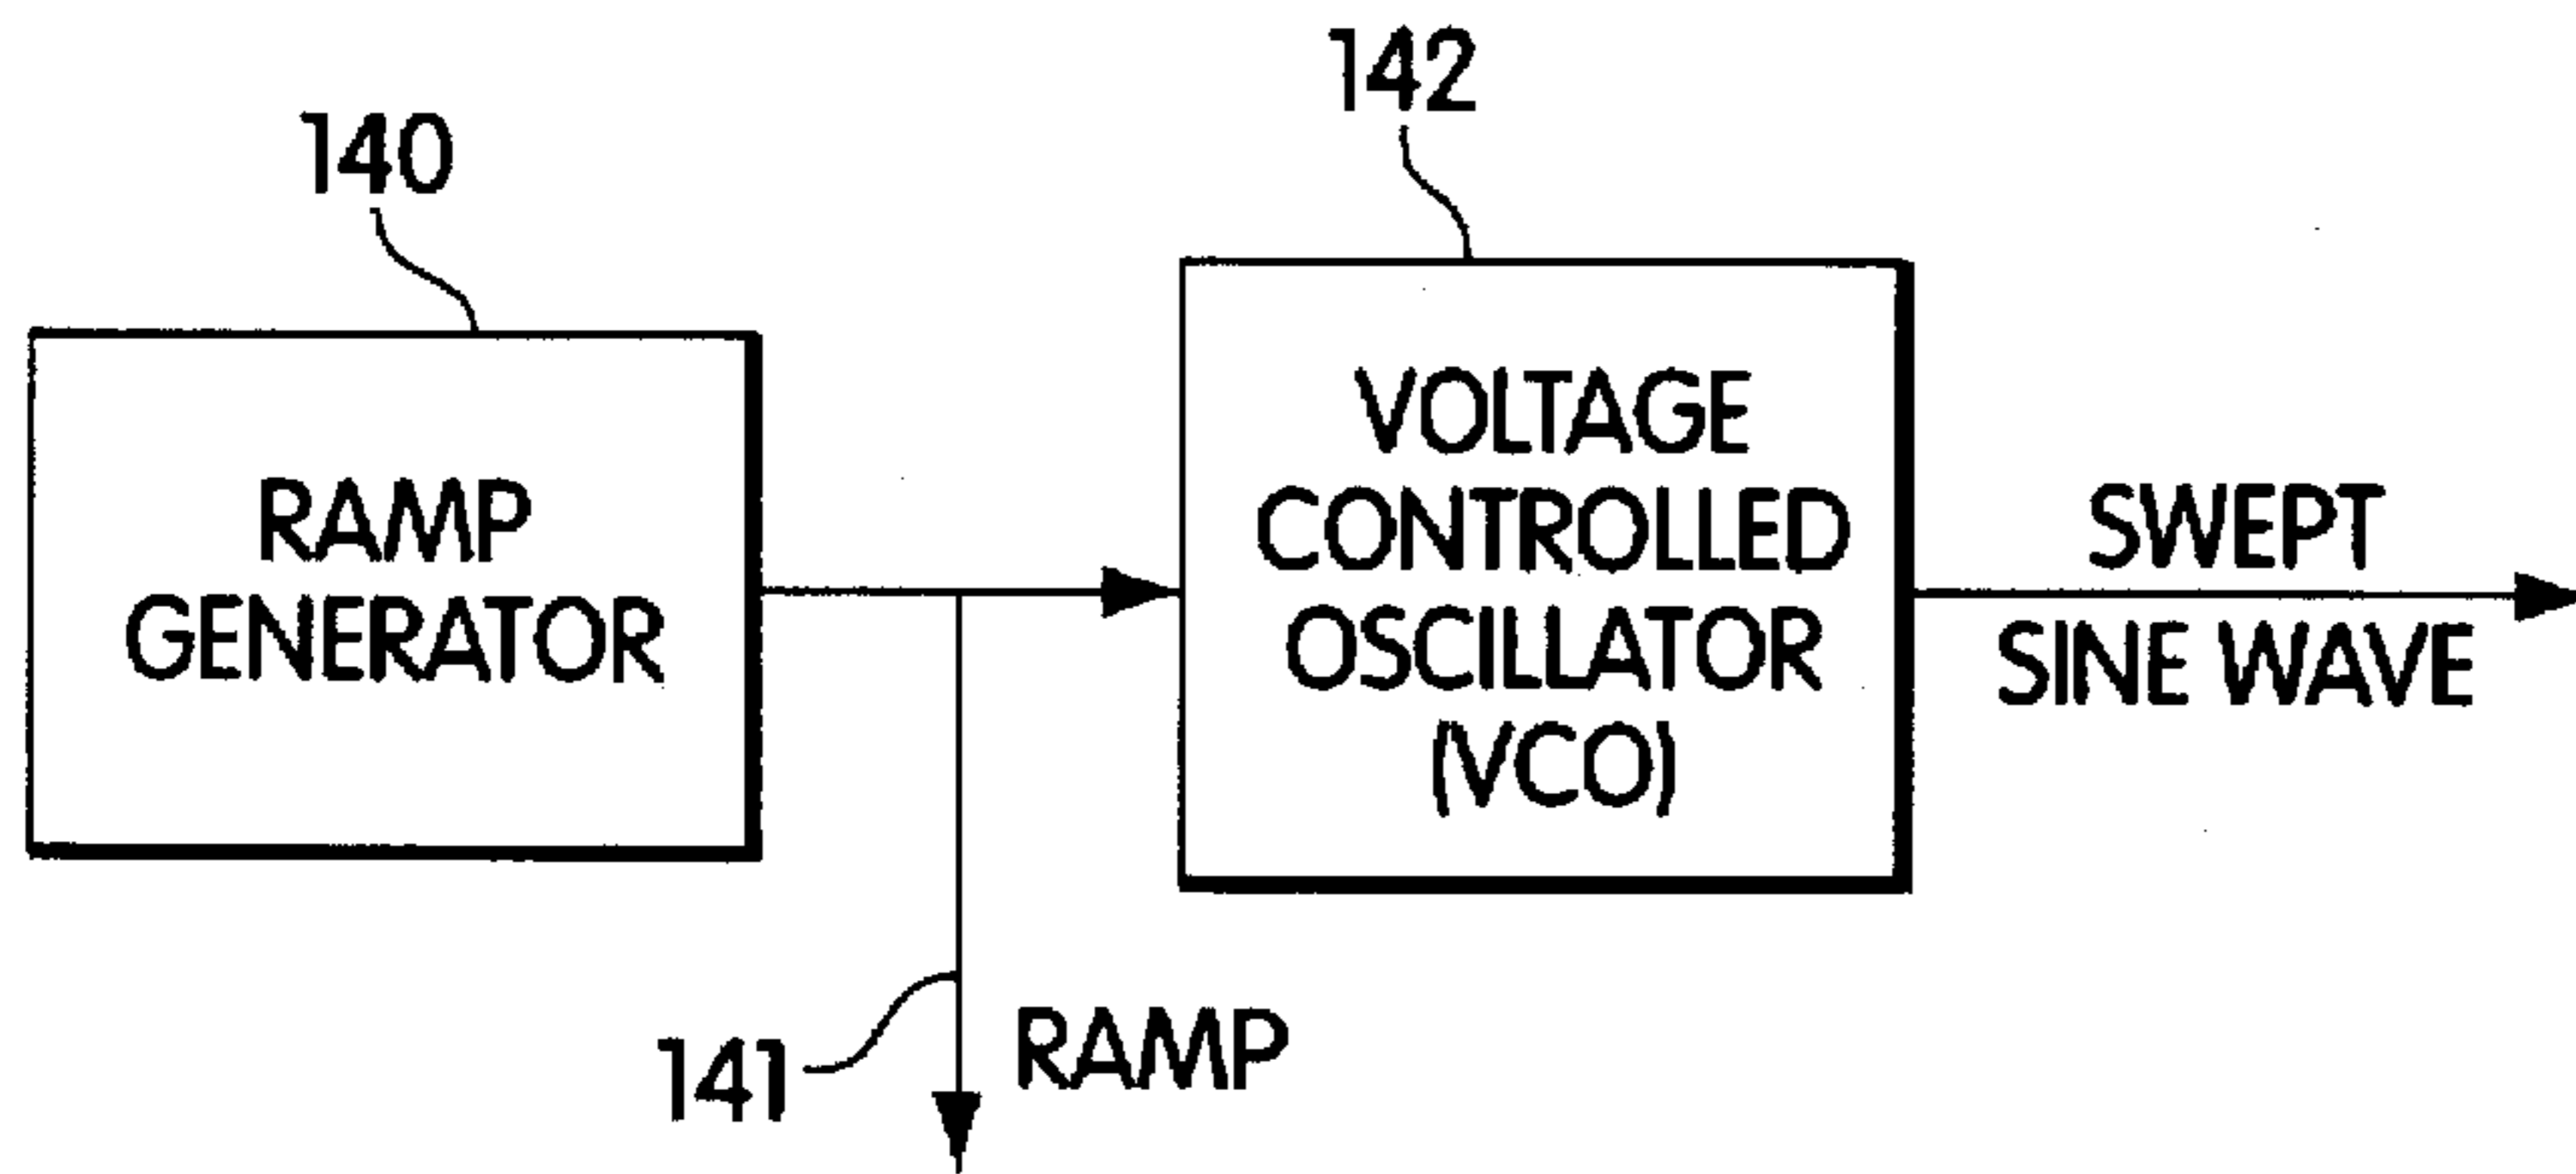 140
142
RAMP
GENERATOR
VOLTAGE
CONTROLLED
OSCILLATOR
(VCO)
SWEPT
SINE WAVE
141
RAMP